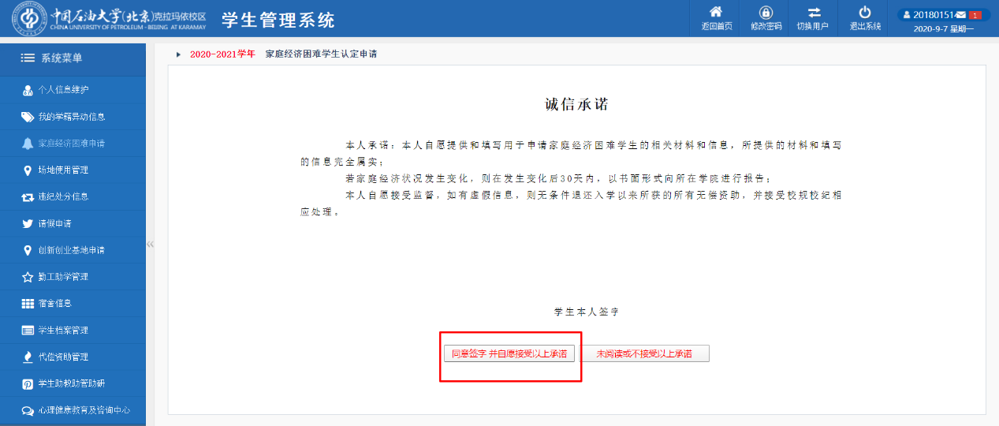 中国石油大学(北京)克拉玛依校区
CHINA UNIVERSITY OF PETROLEUM - BEIJING AT KARAMAY
学生管理系统
返回首页
修改密码
切换用户
退出系统
201801514
1
2020-9-7 星期一
系统菜单
个人信息维护
我的学籍异动信息
家庭经济困难申请
场地使用管理
违纪处分信息
请假申请
创新创业基地申请
勤工助学管理
宿舍信息
学生档案管理
代偿资助管理
学生助教助管助研
心理健康教育及咨询中心
2020-2021学年 家庭经济困难学生认定申请
诚信承诺
本人承诺：本人自愿提供和填写用于申请家庭经济困难学生的相关材料和信息，所提供的材料和填写
的信息完全属实；
若家庭经济状况发生变化，则在发生变化后30天内，以书面形式向所在学院进行报告；
本人自愿接受监督，如有虚假信息，则无条件退还入学以来所获的所有无偿资助，并接受校规校纪相
应处理。
学生本人签字
同意签字 并自愿接受以上承诺
未阅读或不接受以上承诺